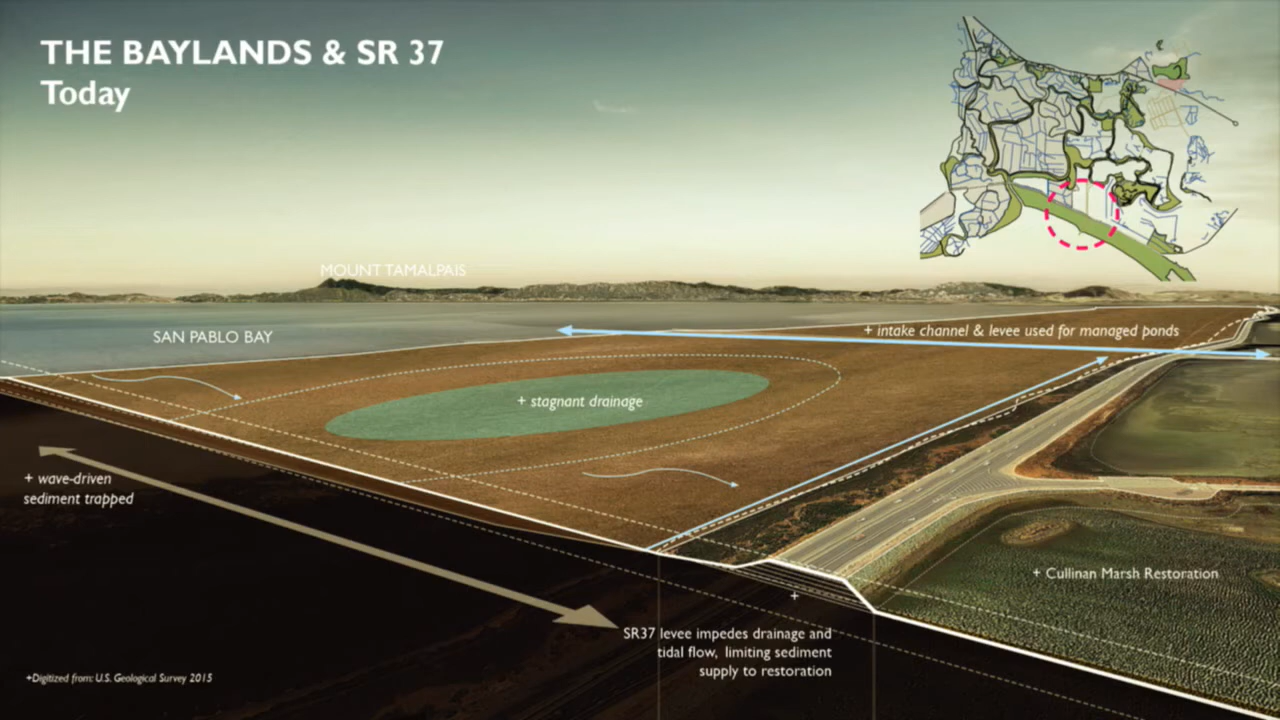 THE BAYLANDS & SR 37
Today
MOUNT TAMALPAIS
SAN PABLO BAY
+ intake channel & levee used for managed ponds
+ stagnant drainage
+ wave-driven
sediment trapped
+ Cullinan Marsh Restoration
+
SR37 levee impedes drainage and
tidal flow, limiting sediment
supply to restoration
+Digitized from: U.S. Geological Survey 2015